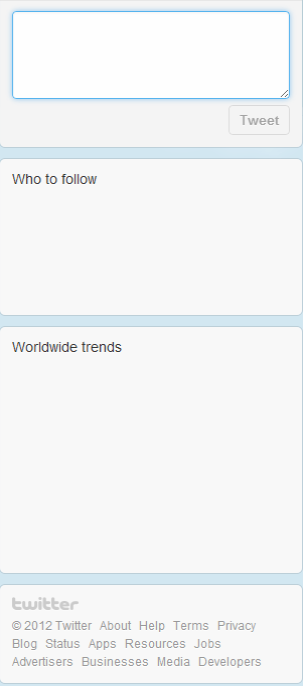 Tweet
Who to follow
Worldwide trends
twitter
© 2012 Twitter About Help Terms Privacy
Blog Status Apps Resources Jobs
Advertisers Businesses Media Developers